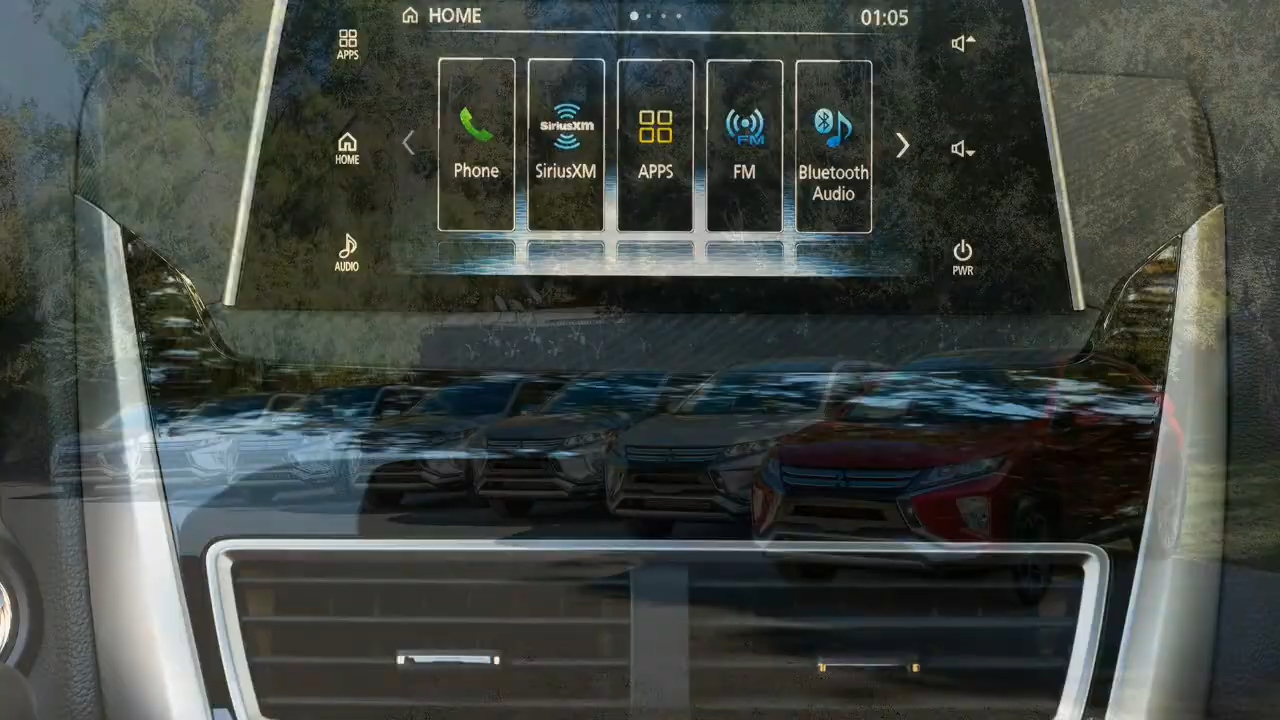 HOME
01:05
APPS
HOME
AUDIO
Phone
SiriusXM
SiriusXM
APPS
FM
FM
Bluetooth
Audio
PWR